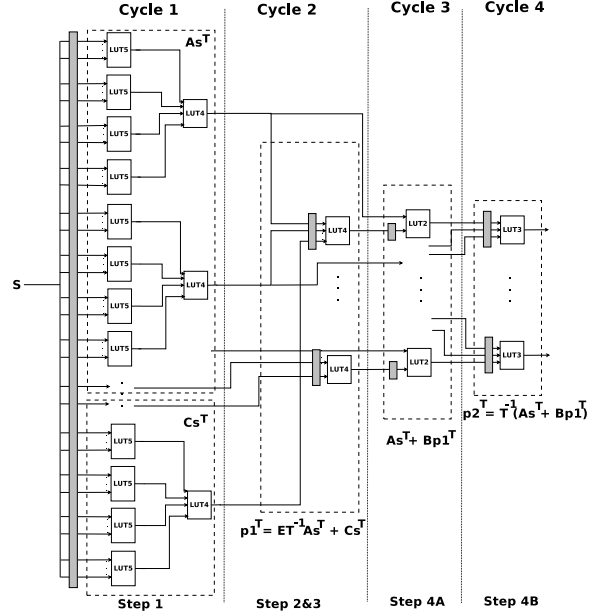 Cycle 1 Cycle 2 Cycle 3 Cycle 4
As^T
LUT5
LUT5
LUT4
LUT5
LUT5
LUT5
LUT4 LUT2 LUT3
LUT5
S
LUT4
LUT5
LUT5
LUT4 LUT2 LUT3
Cs^T
p2^T = T^-1 (As^T + Bp1^T)
LUT5
As^T + Bp1^T
LUT5
LUT4
LUT5
p1^T = ET^-1 As^T + Cs^T
LUT5
Step 1 Step 2&3 Step 4A Step 4B